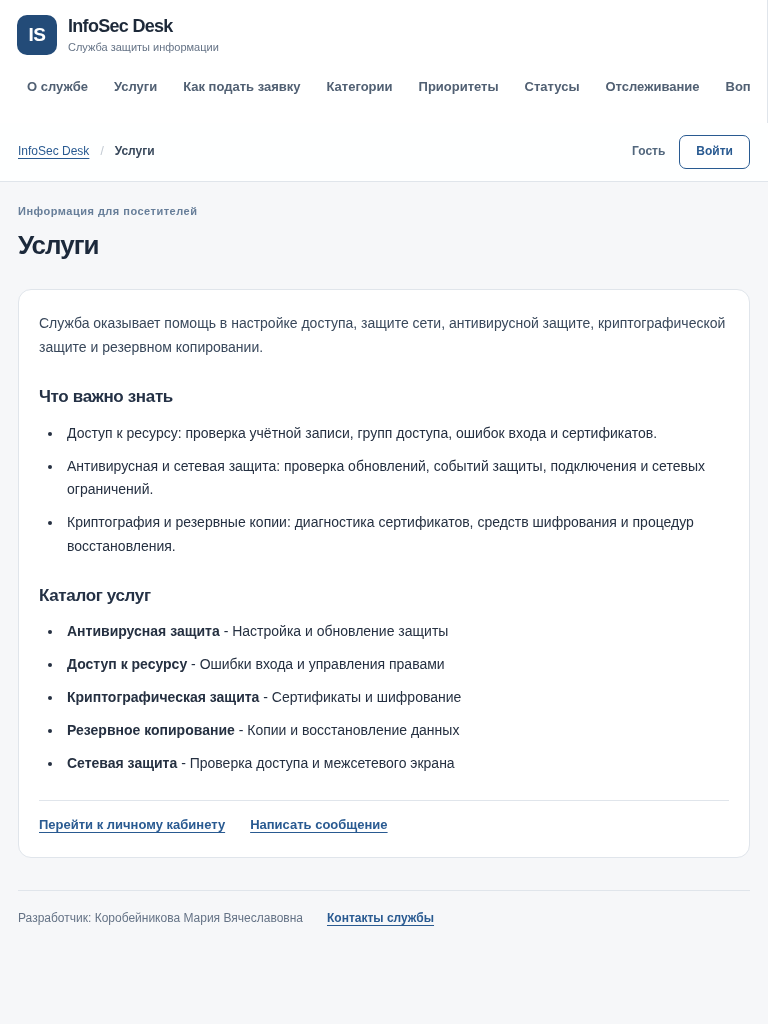 IS
InfoSec Desk
Служба защиты информации
О службе Услуги Как подать заявку Категории Приоритеты Статусы Отслеживание Воп
InfoSec Desk / Услуги Гость Войти
Информация для посетителей
Услуги
Служба оказывает помощь в настройке доступа, защите сети, антивирусной защите, криптографической
защите и резервном копировании.
Что важно знать
• Доступ к ресурсу: проверка учётной записи, групп доступа, ошибок входа и сертификатов.
• Антивирусная и сетевая защита: проверка обновлений, событий защиты, подключения и сетевых
ограничений.
• Криптография и резервные копии: диагностика сертификатов, средств шифрования и процедур
восстановления.
Каталог услуг
• Антивирусная защита - Настройка и обновление защиты
• Доступ к ресурсу - Ошибки входа и управления правами
• Криптографическая защита - Сертификаты и шифрование
• Резервное копирование - Копии и восстановление данных
• Сетевая защита - Проверка доступа и межсетевого экрана
Перейти к личному кабинету Написать сообщение
Разработчик: Коробейникова Мария Вячеславовна Контакты службы